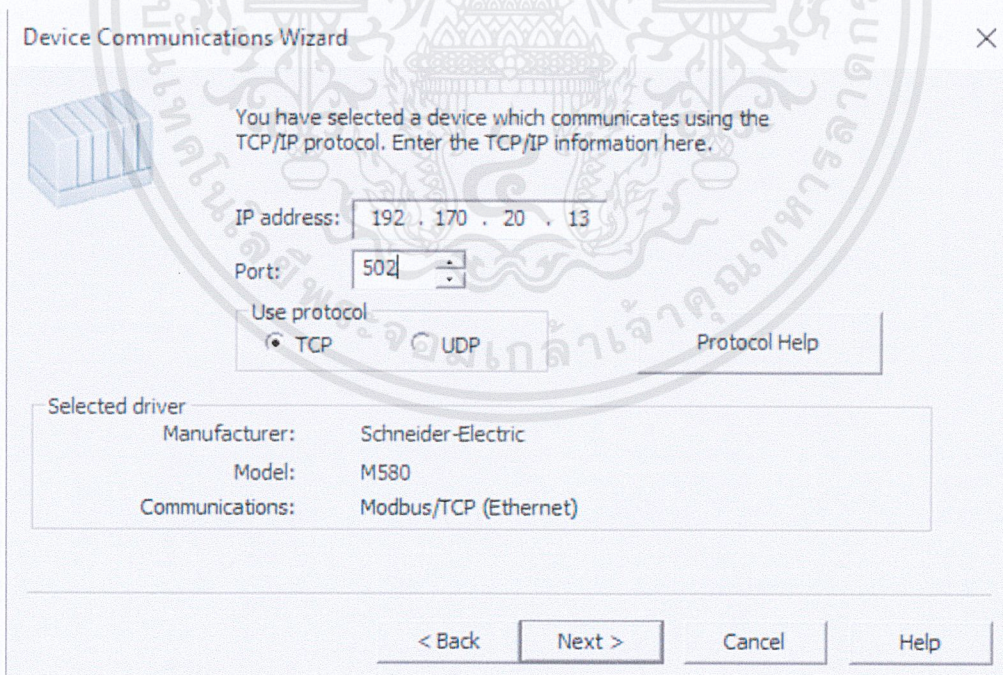 Device Communications Wizard
You have selected a device which communicates using the
TCP/IP protocol. Enter the TCP/IP information here.
IP address: 192 . 170 . 20 . 13
Port: 502
Use protocol
TCP UDP
Protocol Help
Selected driver
Manufacturer: Schneider-Electric
Model: M580
Communications: Modbus/TCP (Ethernet)
< Back Next > Cancel Help